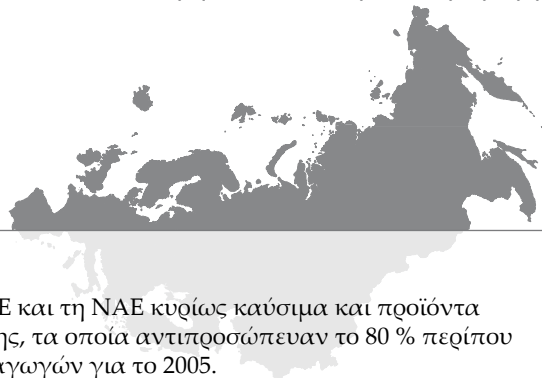 Ε και τη ΝΑΕ κυρίως καύσιμα και προϊόντα
ης, τα οποία αντιπροσώπευαν το 80 % περίπου
αγωγών για το 2005.